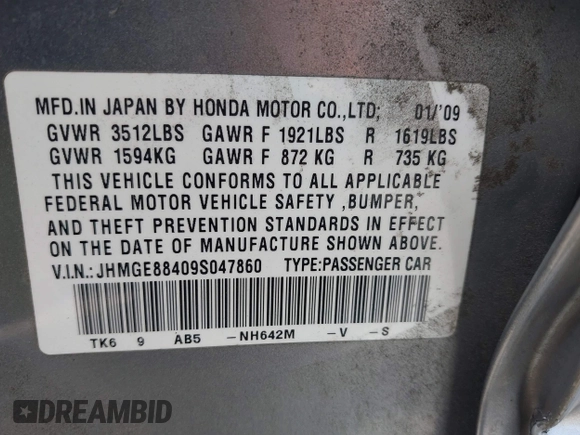 MFD.IN JAPAN BY HONDA MOTOR CO.,LTD; 01/'09
GVWR 3512LBS GAWR F 1921LBS R 1619LBS
GVWR 1594KG GAWR F 872 KG R 735 KG
THIS VEHICLE CONFORMS TO ALL APPLICABLE
FEDERAL MOTOR VEHICLE SAFETY ,BUMPER,
AND THEFT PREVENTION STANDARDS IN EFFECT
ON THE DATE OF MANUFACTURE SHOWN ABOVE.
V.I.N.:JHMGE88409S047860 TYPE:PASSENGER CAR
TK6 9 AB5 -NH642M -V -S
DREAMBID